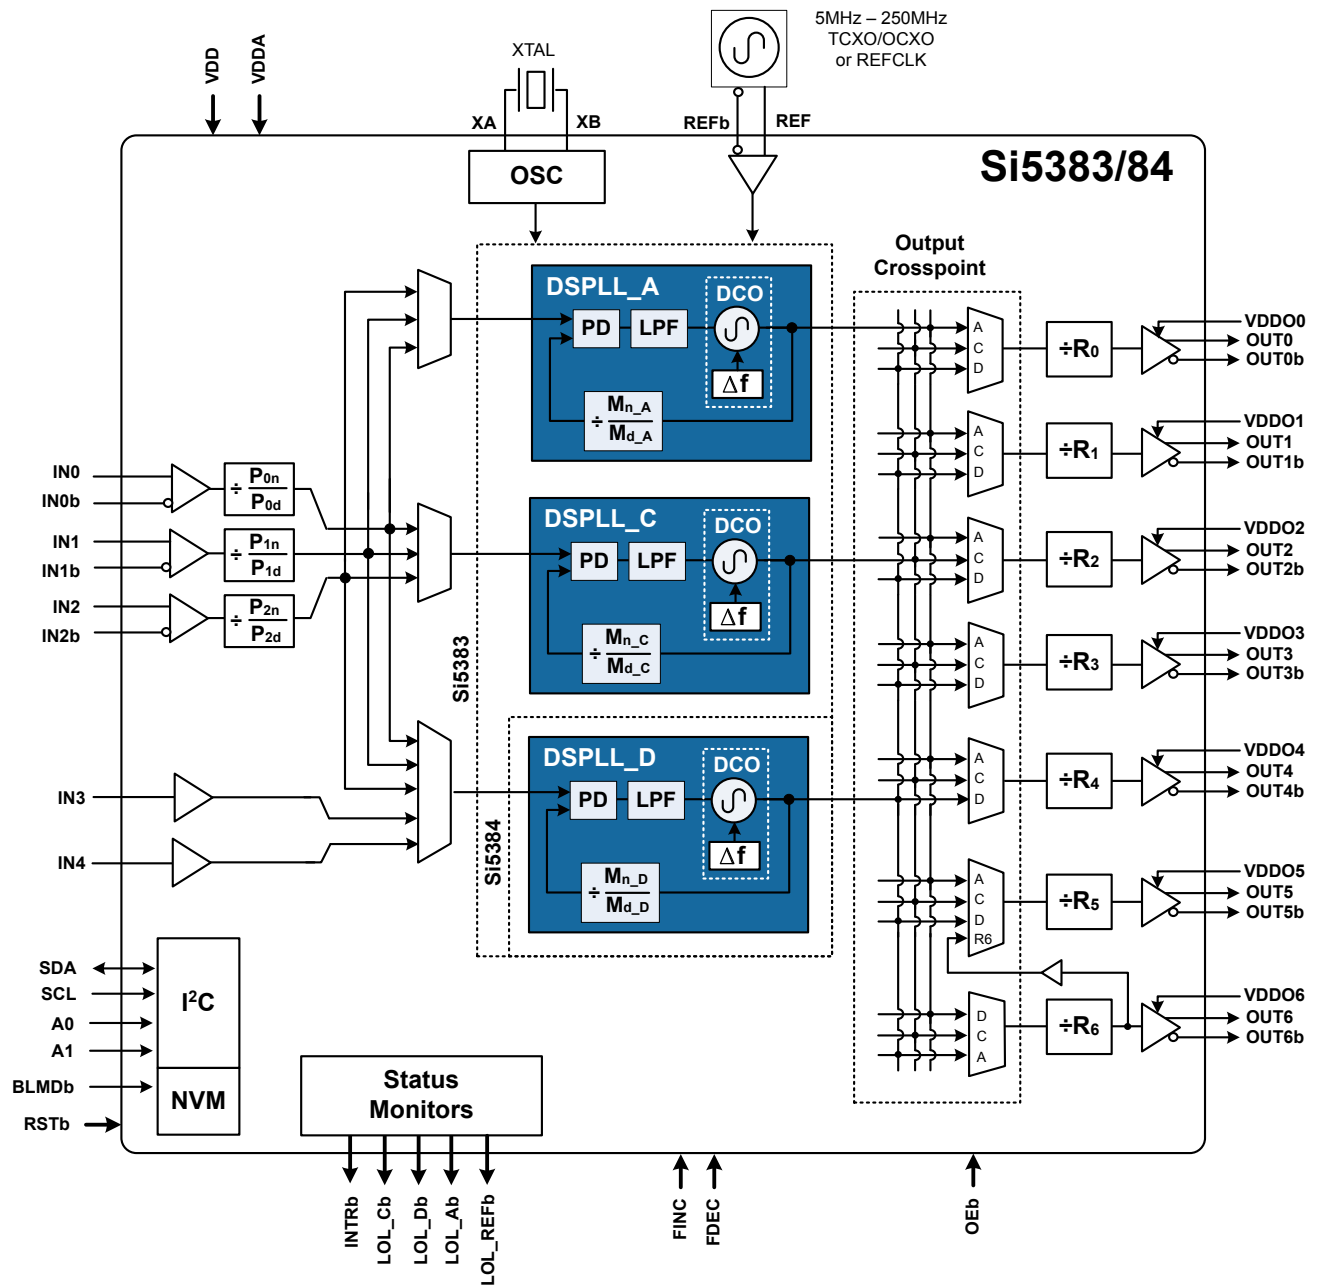 5MHz – 250MHz
TCXO/OCXO
or REFCLK
XTAL
VDD
VDDA
XA
XB
REFb
REF
Si5383/84
OSC
Output
Crosspoint
DSPLL_A
DCO
PD
LPF
Δf
÷ Mn_A
Md_A
DSPLL_C
DCO
PD
LPF
Δf
÷ Mn_C
Md_C
DSPLL_D
DCO
PD
LPF
Δf
÷ Mn_D
Md_D
Si5383
Si5384
IN0
IN0b
IN1
IN1b
IN2
IN2b
IN3
IN4
÷ P0n
P0d
÷ P1n
P1d
÷ P2n
P2d
A
C
D
÷R0
VDDO0
OUT0
OUT0b
A
C
D
÷R1
VDDO1
OUT1
OUT1b
A
C
D
÷R2
VDDO2
OUT2
OUT2b
A
C
D
÷R3
VDDO3
OUT3
OUT3b
A
C
D
÷R4
VDDO4
OUT4
OUT4b
A
C
D
R6
÷R5
VDDO5
OUT5
OUT5b
D
C
A
÷R6
VDDO6
OUT6
OUT6b
SDA
SCL
A0
A1
BLMDb
RSTb
I²C
NVM
Status
Monitors
INTRb
LOL_Cb
LOL_Db
LOL_Ab
LOL_REFb
FINC
FDEC
OEb